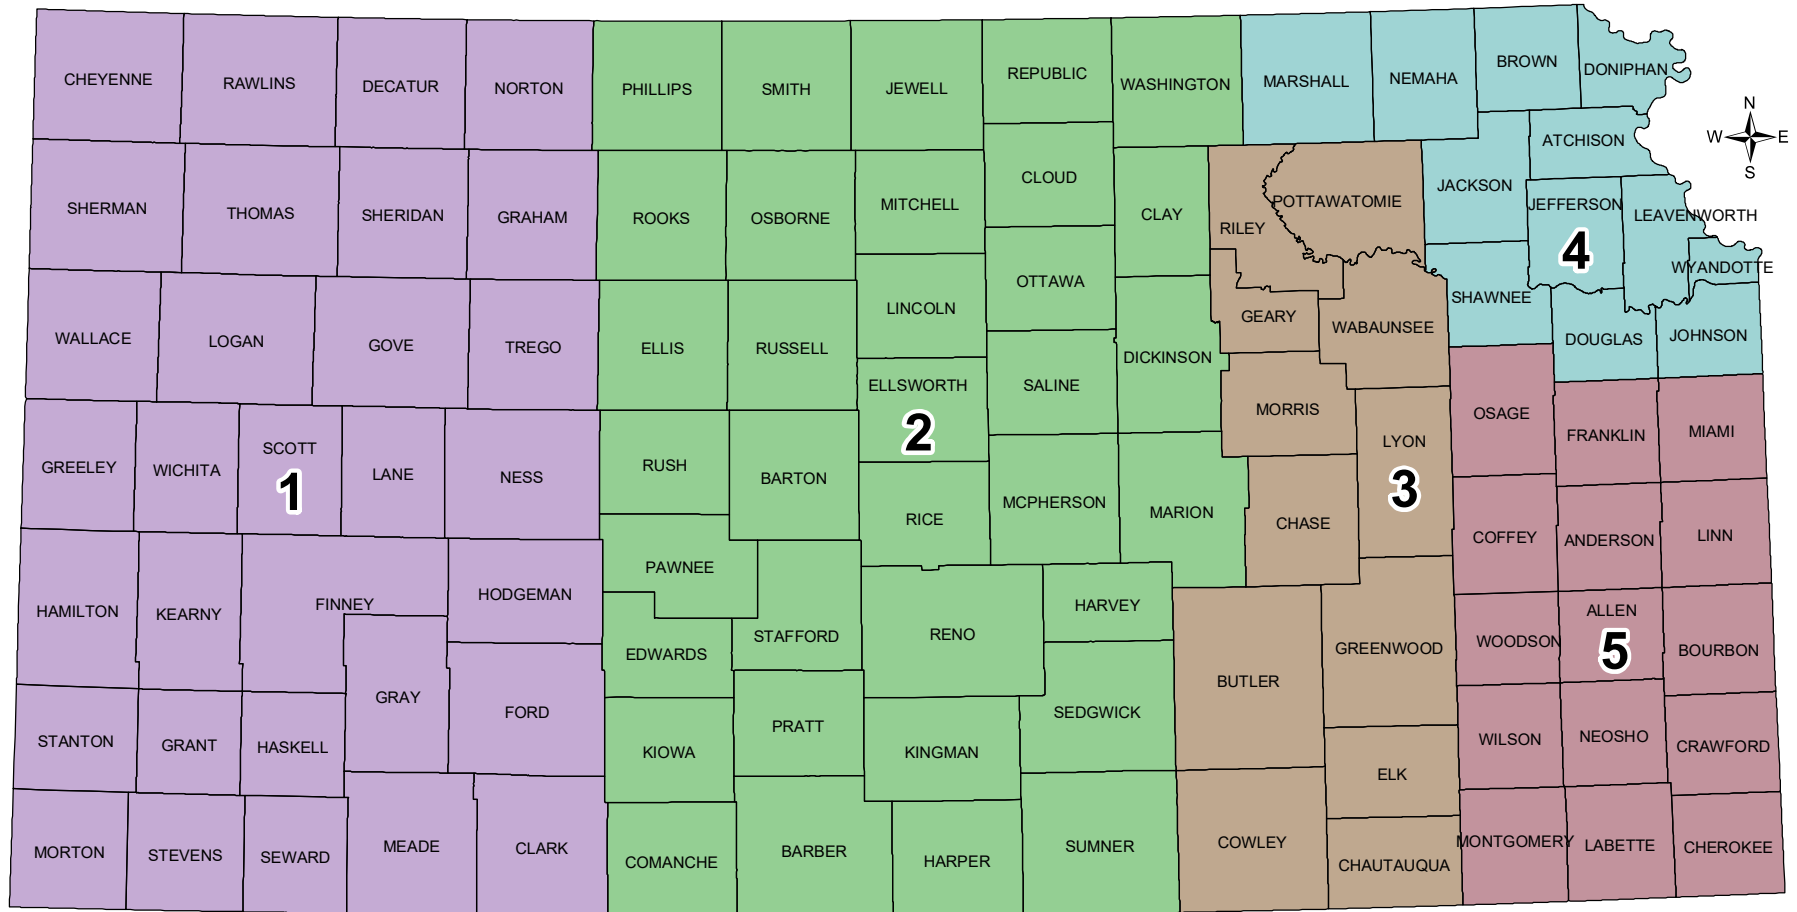 CHEYENNE
RAWLINS
DECATUR
NORTON
PHILLIPS
SMITH
JEWELL
REPUBLIC
WASHINGTON
MARSHALL
NEMAHA
BROWN
DONIPHAN
N
W
E
S
SHERMAN
THOMAS
SHERIDAN
GRAHAM
ROOKS
OSBORNE
MITCHELL
CLOUD
CLAY
RILEY
POTTAWATOMIE
JACKSON
ATCHISON
JEFFERSON
LEAVENWORTH
4
WYANDOTTE
WALLACE
LOGAN
GOVE
TREGO
ELLIS
RUSSELL
LINCOLN
OTTAWA
DICKINSON
GEARY
WABAUNSEE
SHAWNEE
DOUGLAS
JOHNSON
ELLSWORTH
2
SALINE
MORRIS
LYON
3
OSAGE
FRANKLIN
MIAMI
GREELEY
WICHITA
SCOTT
1
LANE
NESS
RUSH
BARTON
RICE
MCPHERSON
MARION
CHASE
COFFEY
ANDERSON
LINN
HAMILTON
KEARNY
FINNEY
HODGEMAN
PAWNEE
STAFFORD
EDWARDS
RENO
HARVEY
BUTLER
GREENWOOD
WOODSON
ALLEN
5
BOURBON
STANTON
GRANT
HASKELL
GRAY
FORD
KIOWA
PRATT
KINGMAN
SEDGWICK
ELK
WILSON
NEOSHO
CRAWFORD
MORTON
STEVENS
SEWARD
MEADE
CLARK
COMANCHE
BARBER
HARPER
SUMNER
COWLEY
CHAUTAUQUA
MONTGOMERY
LABETTE
CHEROKEE